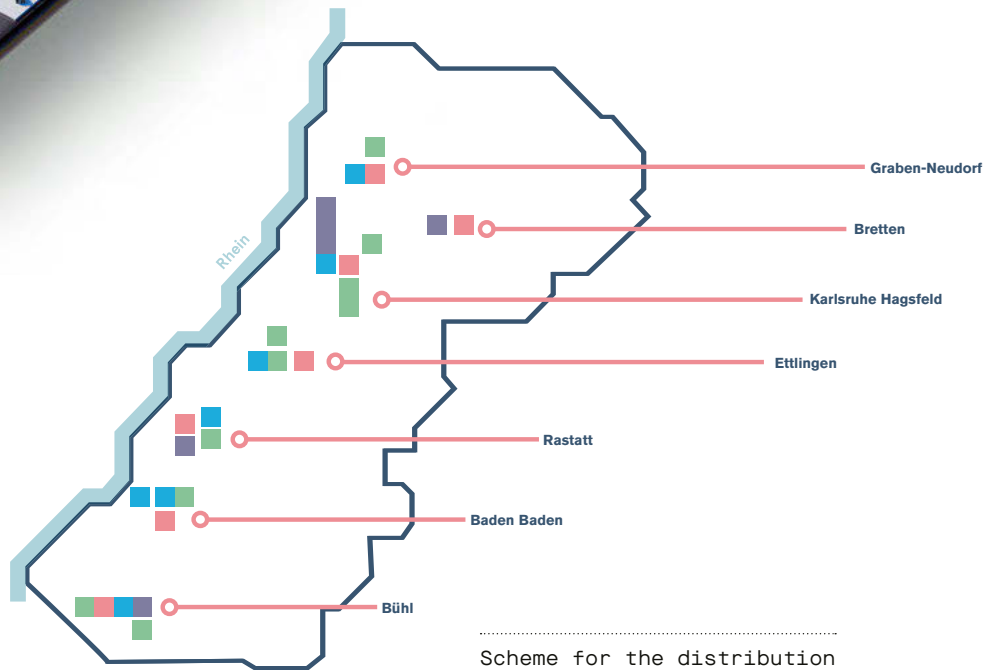 Graben-Neudorf
Bretten
Rhein
Karlsruhe Hagsfeld
Ettlingen
Rastatt
Baden Baden
Bühl
Scheme for the distribution